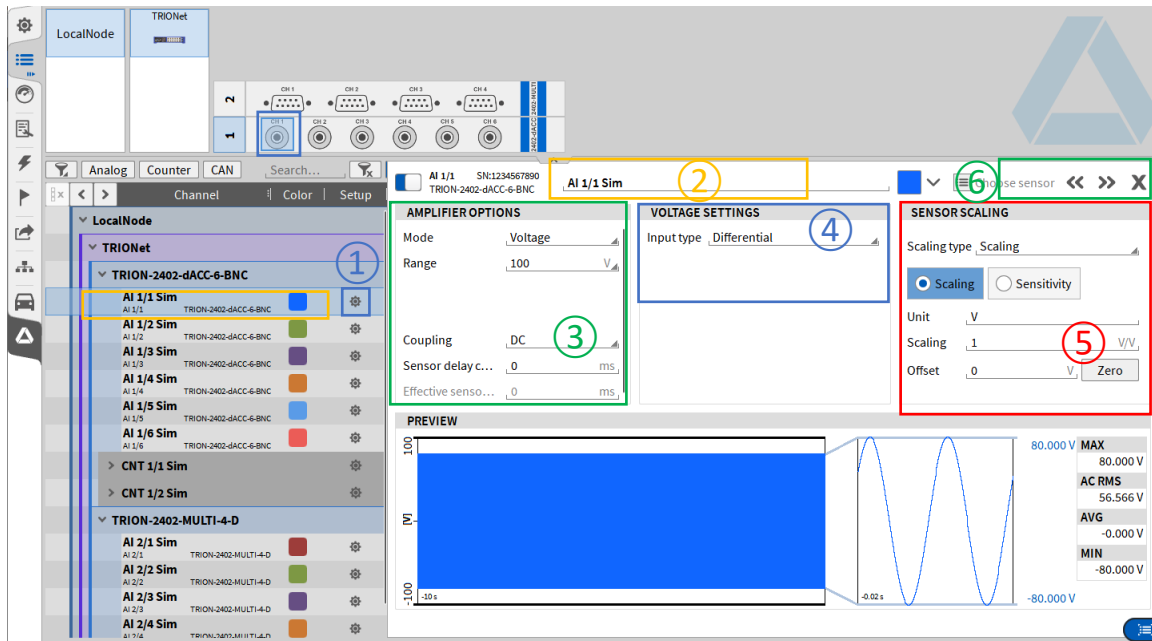 LocalNode
TRIONet
2
CH 1
CH 2
CH 3
CH 4
1
CH 1
CH 2
CH 3
CH 4
CH 5
CH 6
Analog
Counter
CAN
Search...
Channel
Color
Setup
LocalNode
TRIONet
TRION-2402-dACC-6-BNC
1
AI 1/1 Sim
AI 1/1 TRION-2402-dACC-6-BNC
AI 1/2 Sim
AI 1/2 TRION-2402-dACC-6-BNC
AI 1/3 Sim
AI 1/3 TRION-2402-dACC-6-BNC
AI 1/4 Sim
AI 1/4 TRION-2402-dACC-6-BNC
AI 1/5 Sim
AI 1/5 TRION-2402-dACC-6-BNC
AI 1/6 Sim
AI 1/6 TRION-2402-dACC-6-BNC
CNT 1/1 Sim
CNT 1/2 Sim
TRION-2402-MULTI-4-D
AI 2/1 Sim
AI 2/1 TRION-2402-MULTI-4-D
AI 2/2 Sim
AI 2/2 TRION-2402-MULTI-4-D
AI 2/3 Sim
AI 2/3 TRION-2402-MULTI-4-D
AI 2/4 Sim
AI 2/4 TRION-2402-MULTI-4-D
AI 1/1 SN:1234567890
TRION-2402-dACC-6-BNC
AI 1/1 Sim
2
6
Choose sensor
X
AMPLIFIER OPTIONS
Mode Voltage
Range 100 V
Coupling DC
3
Sensor delay c... 0 ms
Effective senso... 0 ms
VOLTAGE SETTINGS
4
Input type Differential
SENSOR SCALING
Scaling type Scaling
Scaling
Sensitivity
Unit V
Scaling 1 V/V
5
Offset 0 V Zero
PREVIEW
100
[V]
-100
-10 s
-0.02 s
80.000 V
-80.000 V
MAX
80.000 V
AC RMS
56.566 V
AVG
-0.000 V
MIN
-80.000 V